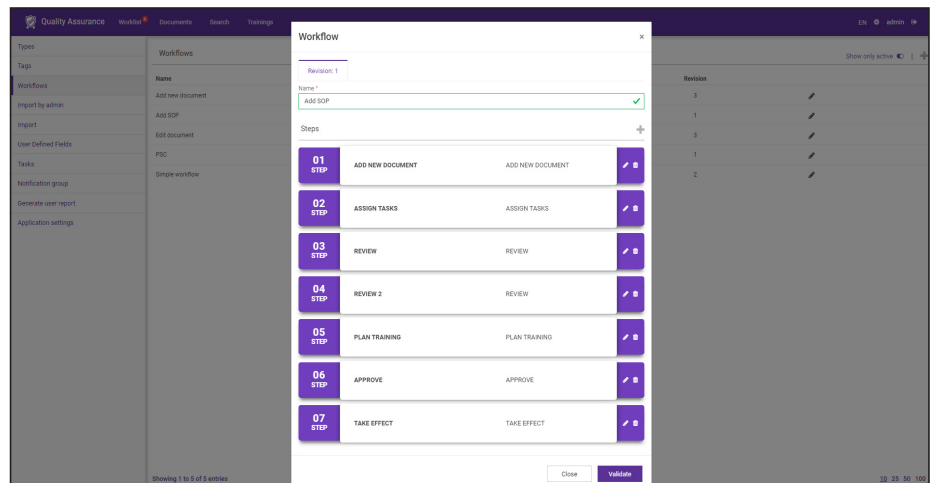 Quality Assurance Worklist Documents Search Trainings EN admin
Types
Tags
Workflows
Import by admin
Import
User Defined Fields
Tasks
Notification group
Generate user report
Application settings
Workflows
Show only active
Name Revision
Add new document 3
Add SOP 1
Edit document 3
PSC 1
Simple workflow 2
Showing 1 to 5 of 5 entries
10 25 50 100
Workflow ×
Revision: 1
Name *
Add SOP
Steps
01 STEP ADD NEW DOCUMENT ADD NEW DOCUMENT
02 STEP ASSIGN TASKS ASSIGN TASKS
03 STEP REVIEW REVIEW
04 STEP REVIEW 2 REVIEW
05 STEP PLAN TRAINING PLAN TRAINING
06 STEP APPROVE APPROVE
07 STEP TAKE EFFECT TAKE EFFECT
Close Validate